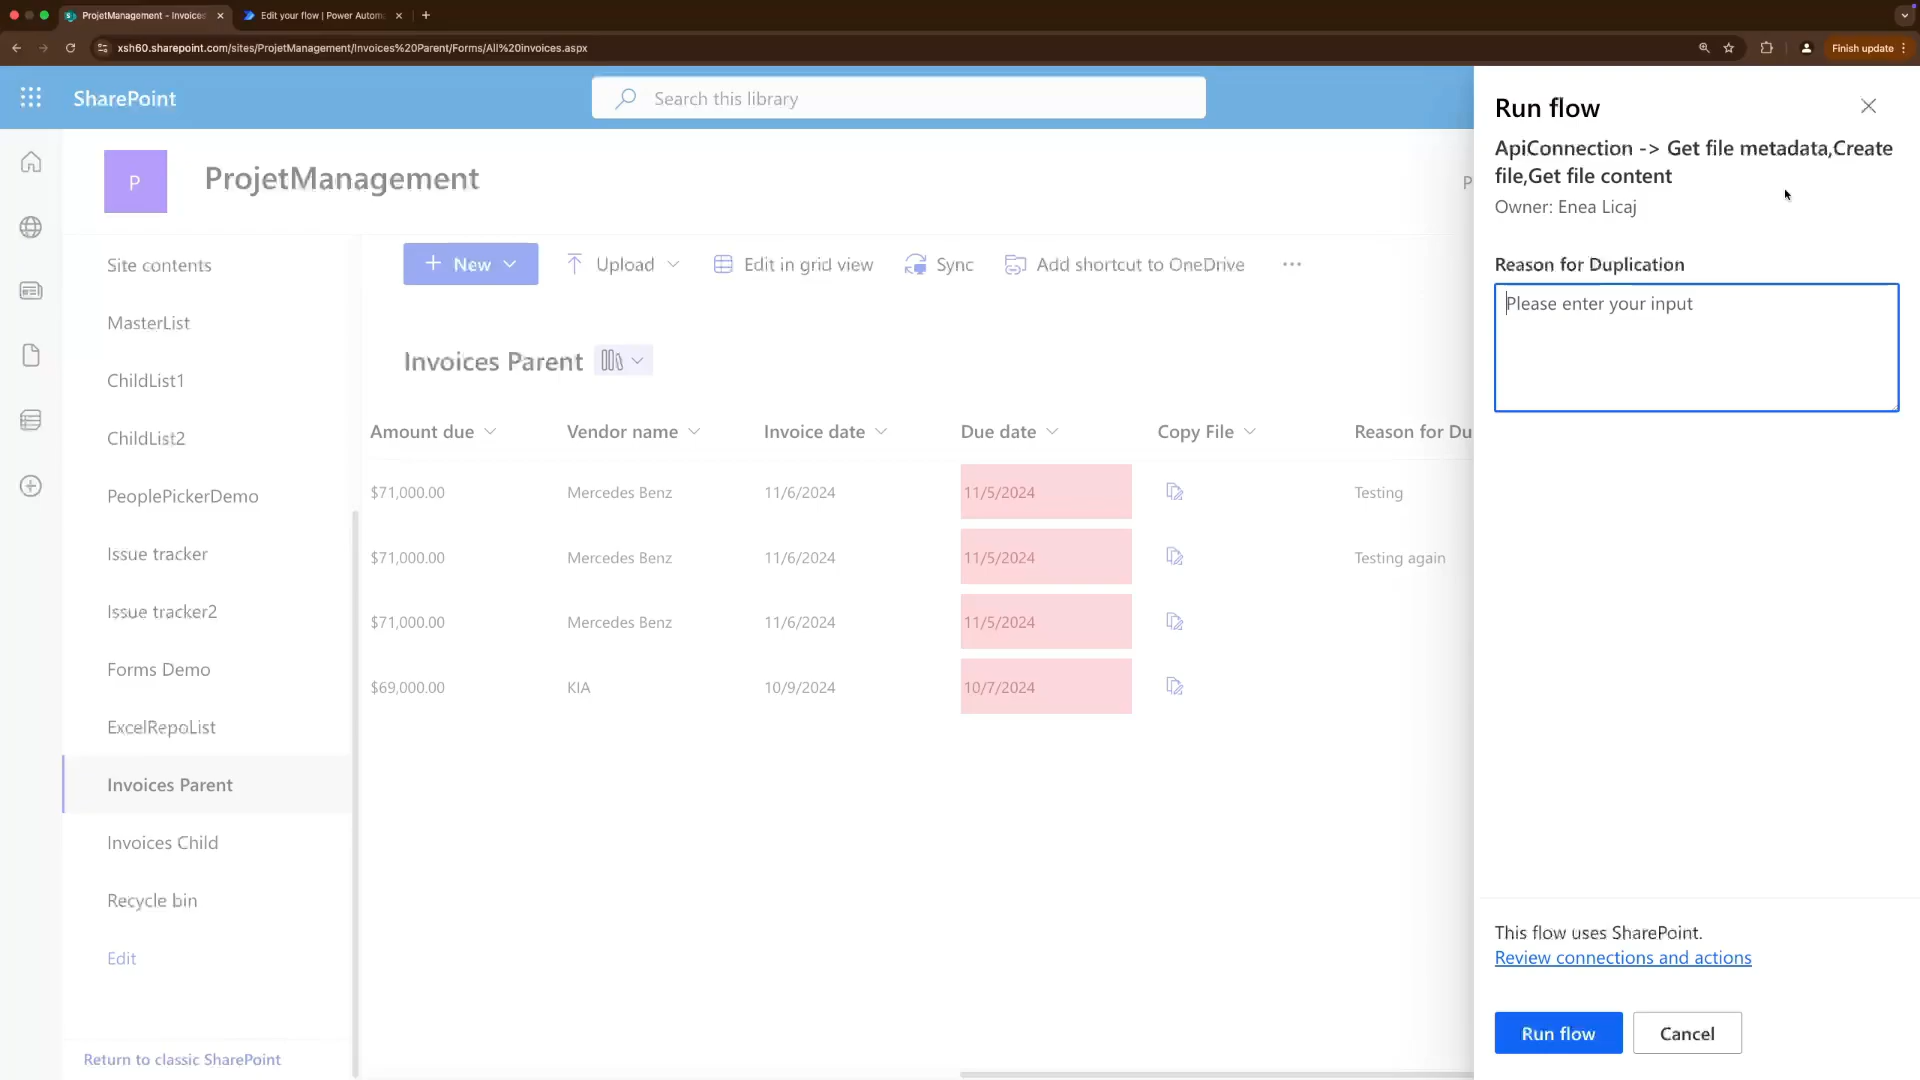 ProjetManagement - Invoices
Edit your flow | Power Autom
xsh60.sharepoint.com/sites/ProjetManagement/Invoices%20Parent/Forms/All%20invoices.aspx
Finish update
SharePoint
Search this library
P
ProjetManagement
P
Site contents
MasterList
ChildList1
ChildList2
PeoplePickerDemo
Issue tracker
Issue tracker2
Forms Demo
ExcelRepoList
Invoices Parent
Invoices Child
Recycle bin
Edit
Return to classic SharePoint
New
Upload
Edit in grid view
Sync
Add shortcut to OneDrive
Invoices Parent
Amount due Vendor name Invoice date Due date Copy File Reason for Du
$71,000.00 Mercedes Benz 11/6/2024 11/5/2024 Testing
$71,000.00 Mercedes Benz 11/6/2024 11/5/2024 Testing again
$71,000.00 Mercedes Benz 11/6/2024 11/5/2024
$69,000.00 KIA 10/9/2024 10/7/2024
Run flow
ApiConnection -> Get file metadata,Create
file,Get file content
Owner: Enea Licaj
Reason for Duplication
Please enter your input
This flow uses SharePoint.
Review connections and actions
Run flow
Cancel